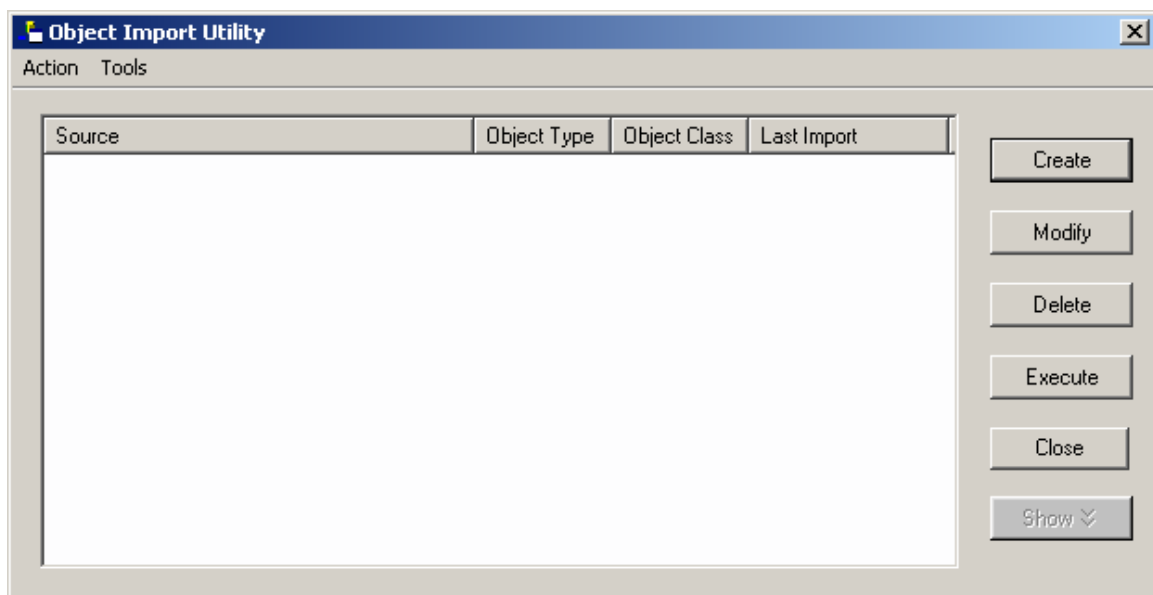 Object Import Utility
Action Tools
Source Object Type Object Class Last Import
Create
Modify
Delete
Execute
Close
Show